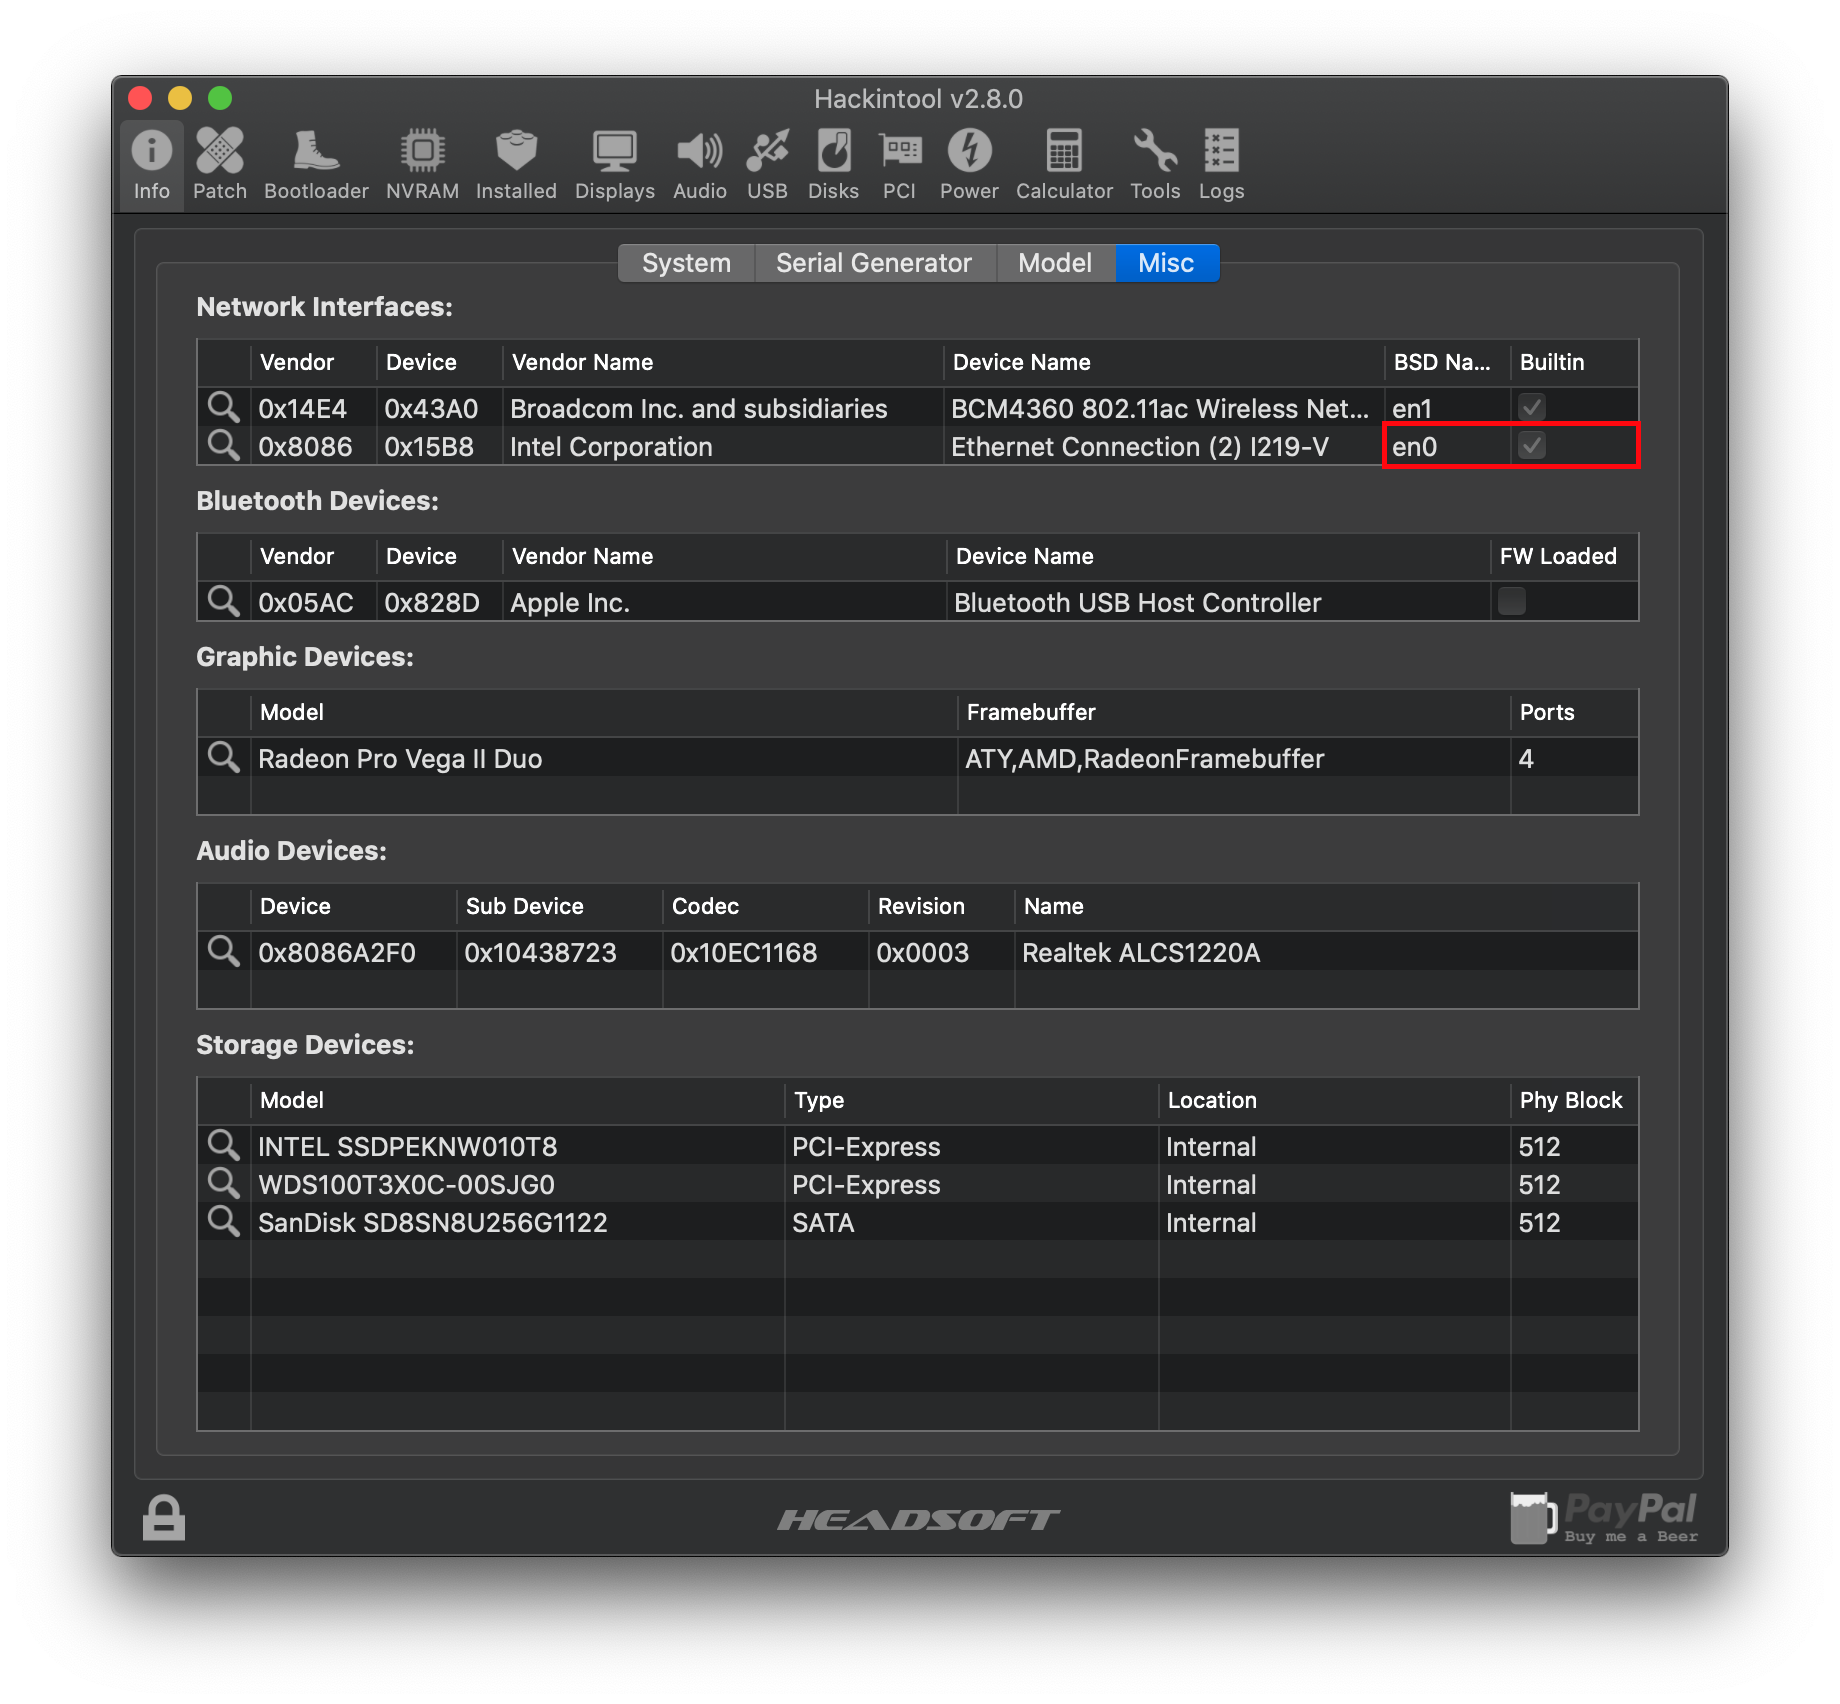 Hackintool v2.8.0
Info Patch Bootloader NVRAM Installed Displays Audio USB Disks PCI Power Calculator Tools Logs
System Serial Generator Model Misc
Network Interfaces:
Vendor Device Vendor Name Device Name BSD Na... Builtin
0x14E4 0x43A0 Broadcom Inc. and subsidiaries BCM4360 802.11ac Wireless Net... en1
0x8086 0x15B8 Intel Corporation Ethernet Connection (2) I219-V en0
Bluetooth Devices:
Vendor Device Vendor Name Device Name FW Loaded
0x05AC 0x828D Apple Inc. Bluetooth USB Host Controller
Graphic Devices:
Model Framebuffer Ports
Radeon Pro Vega II Duo ATY,AMD,RadeonFramebuffer 4
Audio Devices:
Device Sub Device Codec Revision Name
0x8086A2F0 0x10438723 0x10EC1168 0x0003 Realtek ALCS1220A
Storage Devices:
Model Type Location Phy Block
INTEL SSDPEKNW010T8 PCI-Express Internal 512
WDS100T3X0C-00SJG0 PCI-Express Internal 512
SanDisk SD8SN8U256G1122 SATA Internal 512
HEADSOFT
PayPal
Buy me a Beer